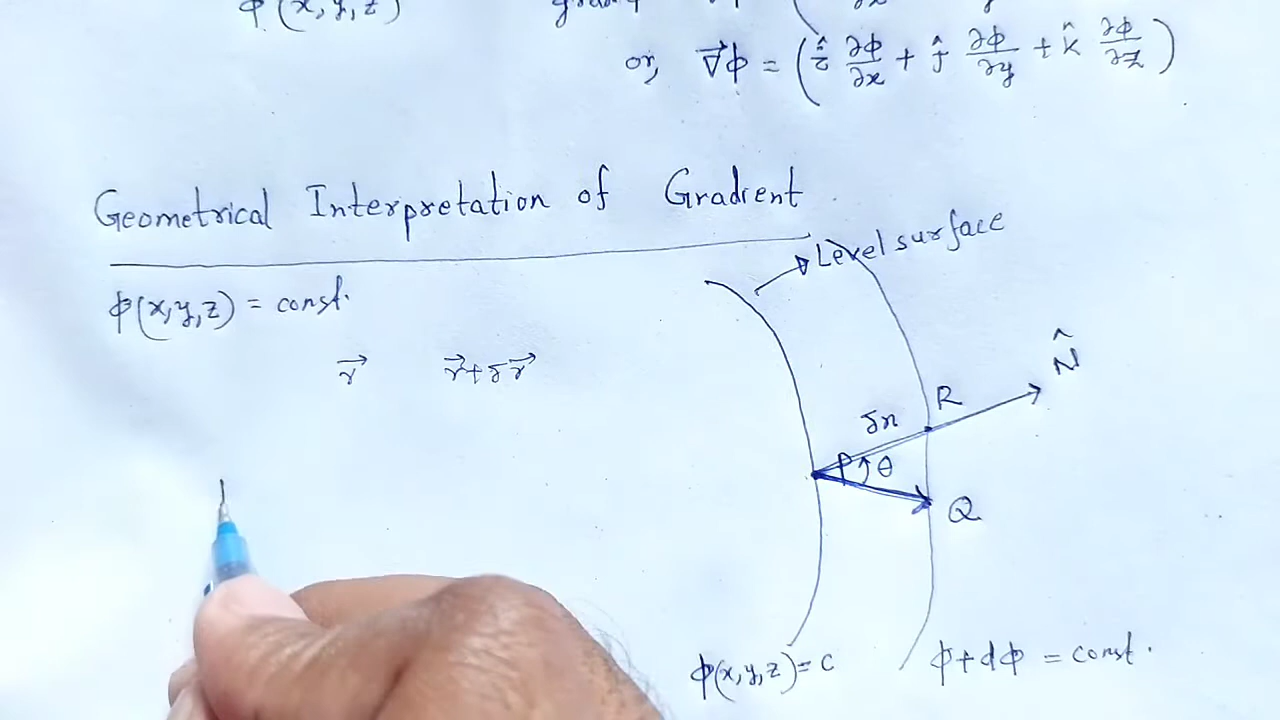 φ(x, y, z)
or, ∇⃗φ = (î ∂φ/∂x + ĵ ∂φ/∂y + k̂ ∂φ/∂z)
Geometrical Interpretation of Gradient
φ(x, y, z) = const.
r⃗ r⃗+δr⃗
Level surface
N̂
R
δn
P θ
Q
φ(x, y, z) = c
φ+dφ = const.